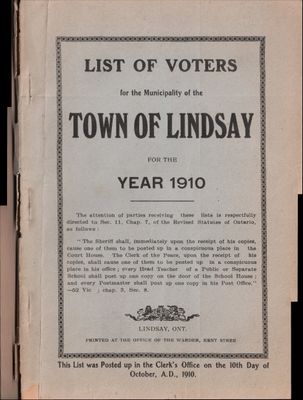 LIST OF VOTERS
for the Municipality of the
TOWN OF LINDSAY
FOR THE
YEAR 1910
The attention of parties receiving these lists is respectfully
directed to Sec. 11, Chap. 7, of the Revised Statutes of Ontario,
as follows:
"The Sheriff shall, immediately upon the receipt of his copies,
cause one of them to be posted up in a conspicuous place in the
Court House. The Clerk of the Peace, upon the receipt of his
copies, shall cause one of them to be posted up in a conspicuous
place in his office; every Head Teacher of a Public or Separate
School shall post up one copy on the door of the School House;
and every Postmaster shall post up one copy in his Post Office."
—52 Vic; chap. 3, Sec. 8.
LINDSAY, ONT.
PRINTED AT THE OFFICE OF THE WARDER, KENT STREET
This List was Posted up in the Clerk's Office on the 10th Day of
October, A.D., 1910.